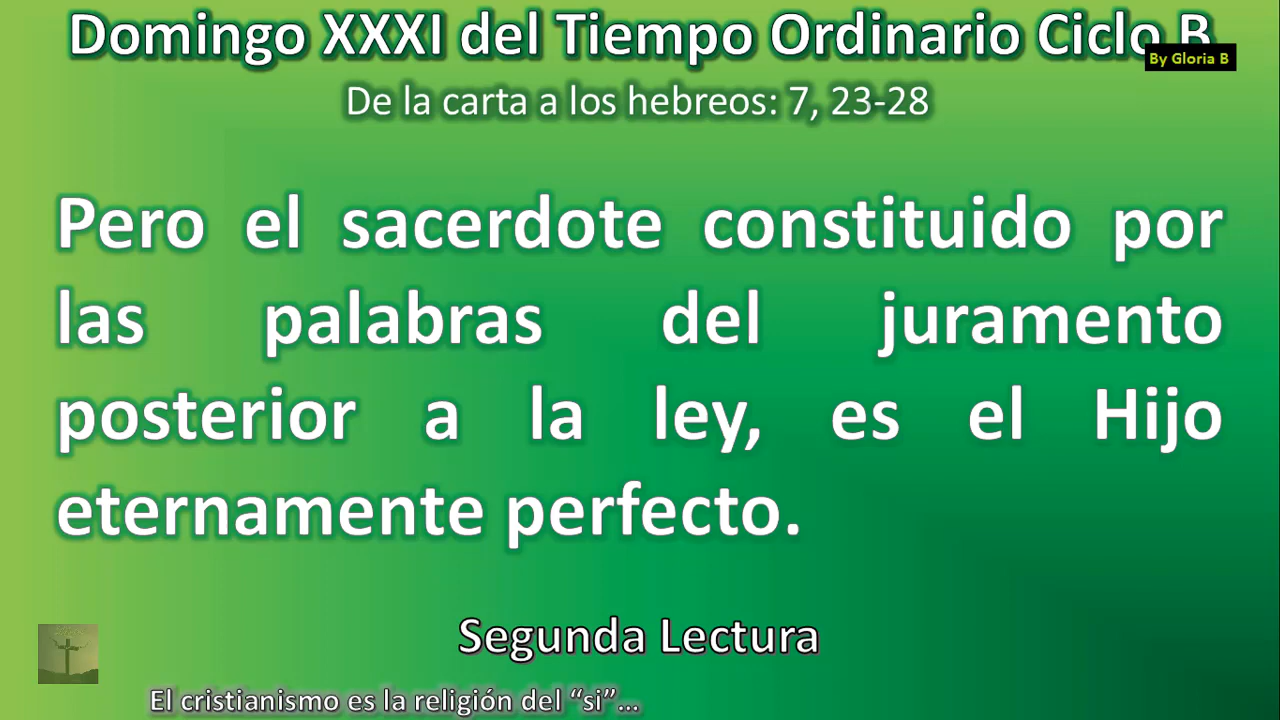 Domingo XXXI del Tiempo Ordinario Ciclo B
By Gloria B
De la carta a los hebreos: 7, 23-28
Pero el sacerdote constituido por
las palabras del juramento
posterior a la ley, es el Hijo
eternamente perfecto.
Segunda Lectura
El cristianismo es la religión del “si”...